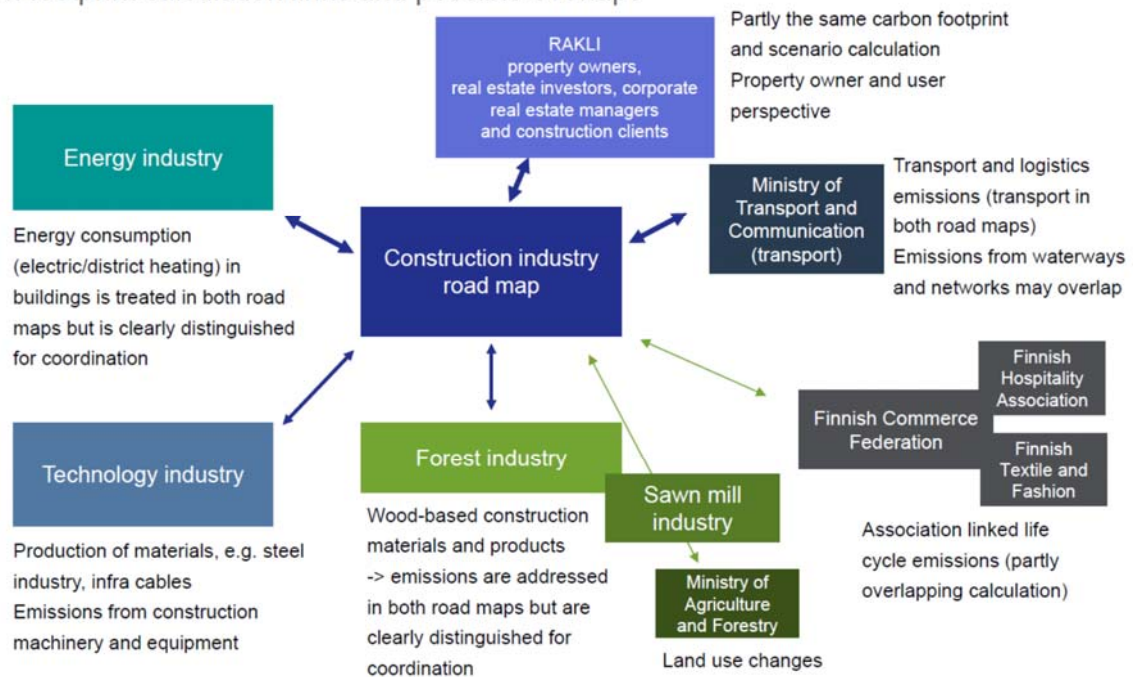 RAKLI
property owners,
real estate investors, corporate
real estate managers
and construction clients
Partly the same carbon footprint
and scenario calculation
Property owner and user
perspective
Energy industry
Energy consumption
(electric/district heating) in
buildings is treated in both road
maps but is clearly distinguished
for coordination
Construction industry
road map
Ministry of
Transport and
Communication
(transport)
Transport and logistics
emissions (transport in
both road maps)
Emissions from waterways
and networks may overlap
Technology industry
Production of materials, e.g. steel
industry, infra cables
Emissions from construction
machinery and equipment
Forest industry
Wood-based construction
materials and products
-> emissions are addressed
in both road maps but are
clearly distinguished for
coordination
Sawn mill
industry
Ministry of
Agriculture
and Forestry
Land use changes
Finnish Commerce
Federation
Finnish
Hospitality
Association
Finnish
Textile and
Fashion
Association linked life
cycle emissions (partly
overlapping calculation)